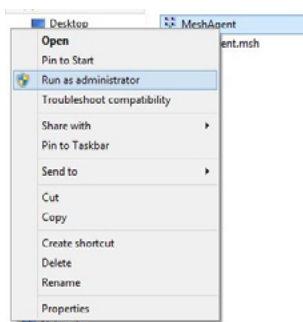 Desktop
MeshAgent
ent.msh
Open
Pin to Start
Run as administrator
Troubleshoot compatibility
Share with
Pin to Taskbar
Send to
Cut
Copy
Create shortcut
Delete
Rename
Properties